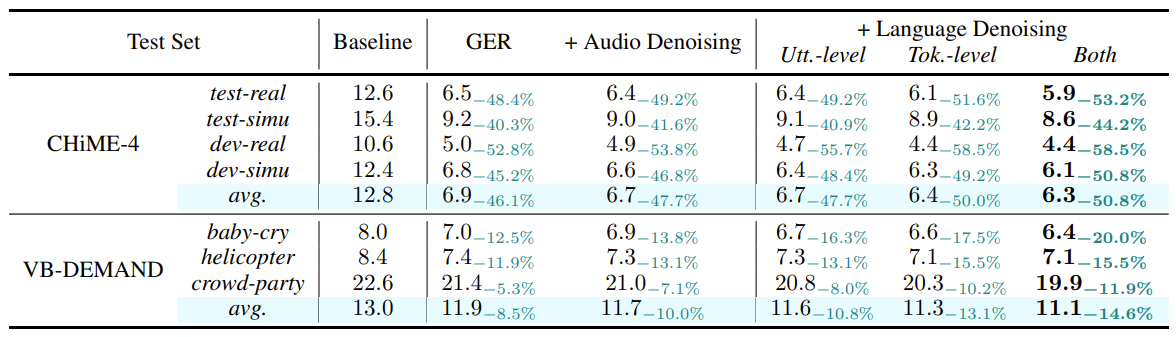 Test Set Baseline GER + Audio Denoising + Language Denoising
Utt.-level Tok.-level Both
test-real 12.6 6.5−48.4% 6.4−49.2% 6.4−49.2% 6.1−51.6% 5.9−53.2%
test-simu 15.4 9.2−40.3% 9.0−41.6% 9.1−40.9% 8.9−42.2% 8.6−44.2%
CHiME-4 dev-real 10.6 5.0−52.8% 4.9−53.8% 4.7−55.7% 4.4−58.5% 4.4−58.5%
dev-simu 12.4 6.8−45.2% 6.6−46.8% 6.4−48.4% 6.3−49.2% 6.1−50.8%
avg. 12.8 6.9−46.1% 6.7−47.7% 6.7−47.7% 6.4−50.0% 6.3−50.8%
baby-cry 8.0 7.0−12.5% 6.9−13.8% 6.7−16.3% 6.6−17.5% 6.4−20.0%
VB-DEMAND helicopter 8.4 7.4−11.9% 7.3−13.1% 7.3−13.1% 7.1−15.5% 7.1−15.5%
crowd-party 22.6 21.4−5.3% 21.0−7.1% 20.8−8.0% 20.3−10.2% 19.9−11.9%
avg. 13.0 11.9−8.5% 11.7−10.0% 11.6−10.8% 11.3−13.1% 11.1−14.6%